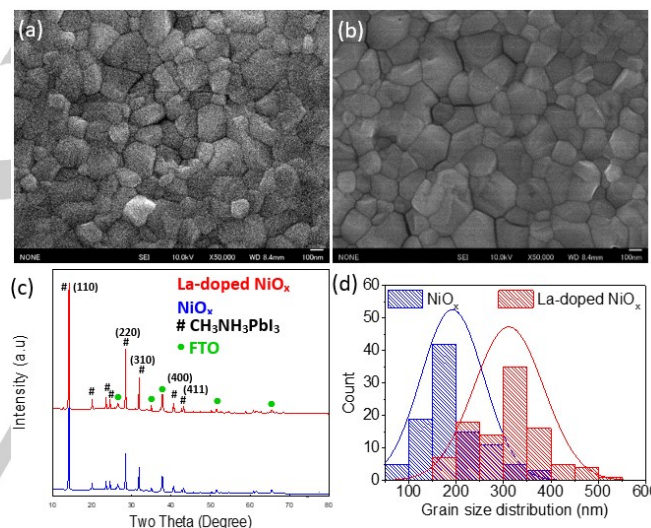 (a)
NONE SEI 10.0kV X50,000 WD 8.4mm 100nm
(b)
NONE SEI 10.0kV X50,000 WD 8.4mm 100nm
(c)
# (110)
La-doped NiOₓ
NiOₓ
# CH₃NH₃PbI₃
● FTO
(220)
#
(310)
#
(400)
#
(411)
#
# # #
Intensity (a.u)
10 20 30 40 50 60 70 80
Two Theta (Degree)
(d)
NiOₓ
La-doped NiOₓ
60
50
40
30
20
10
0
Count
100 200 300 400 500 600
Grain size distribution (nm)